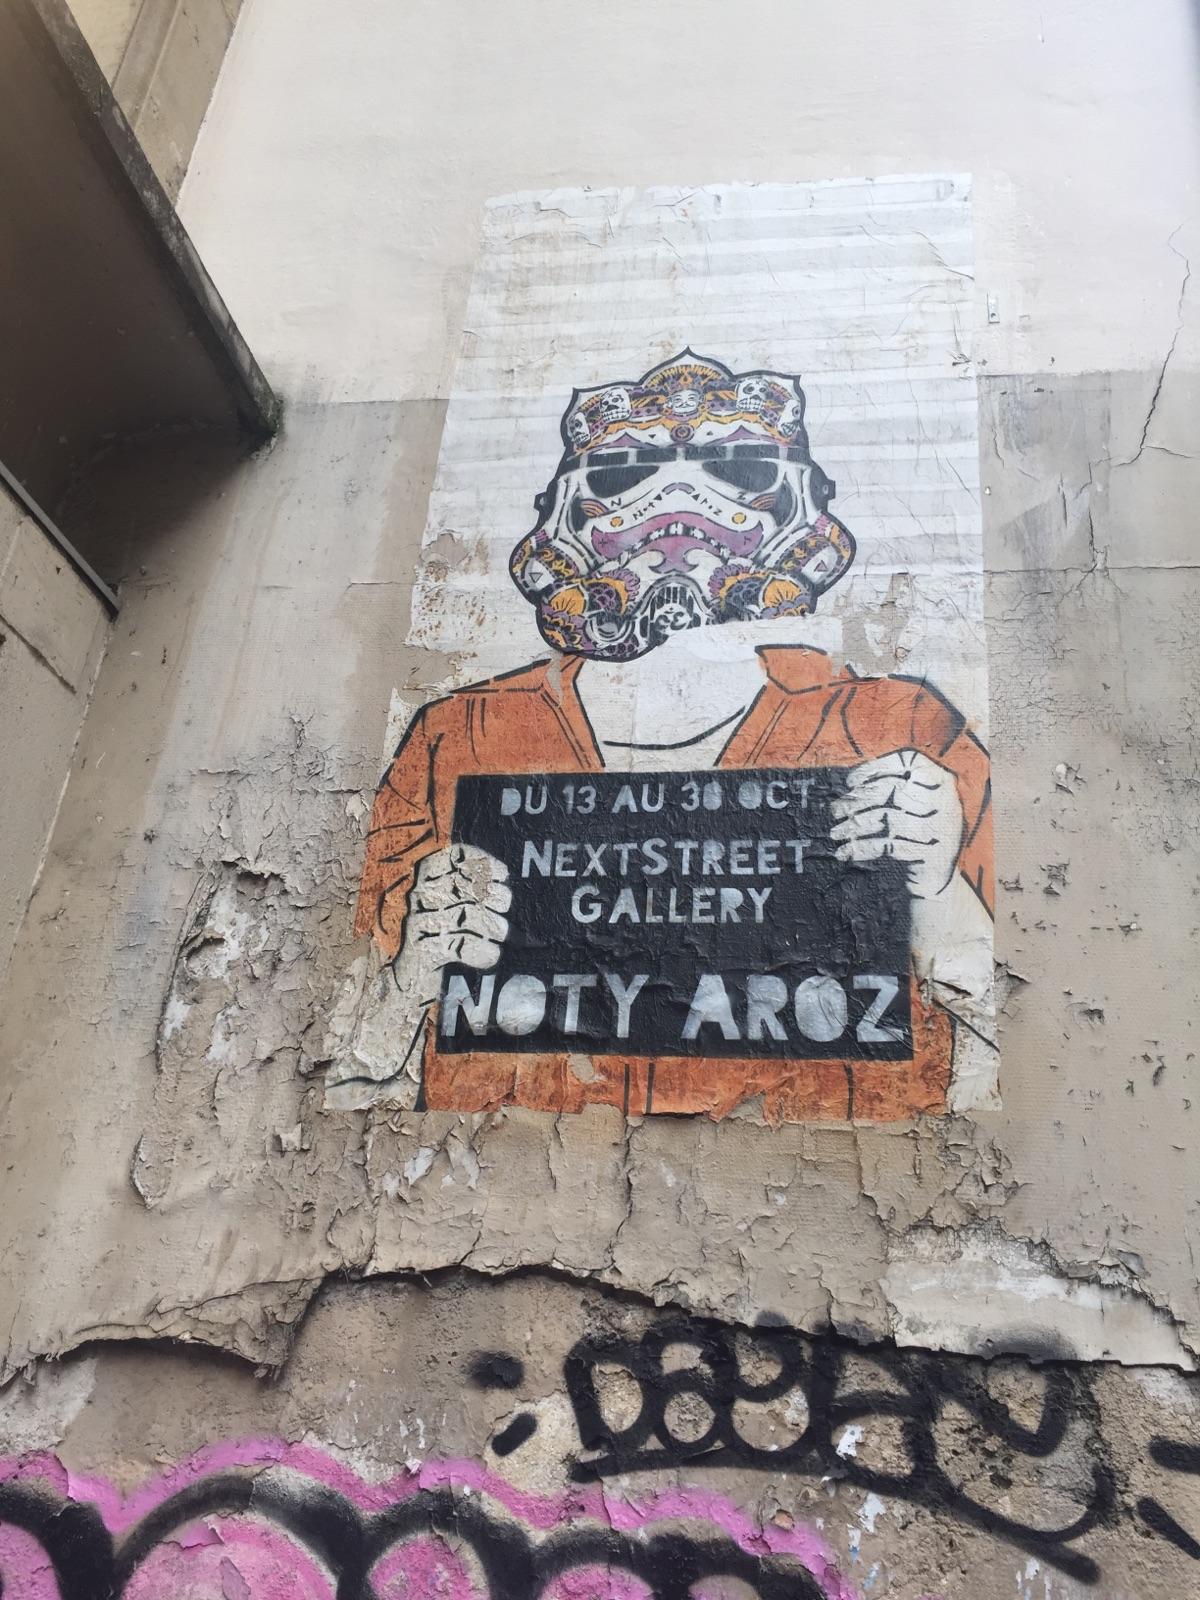 DU 13 AU 30 OCT
NEXTSTREET
GALLERY
NOTY AROZ